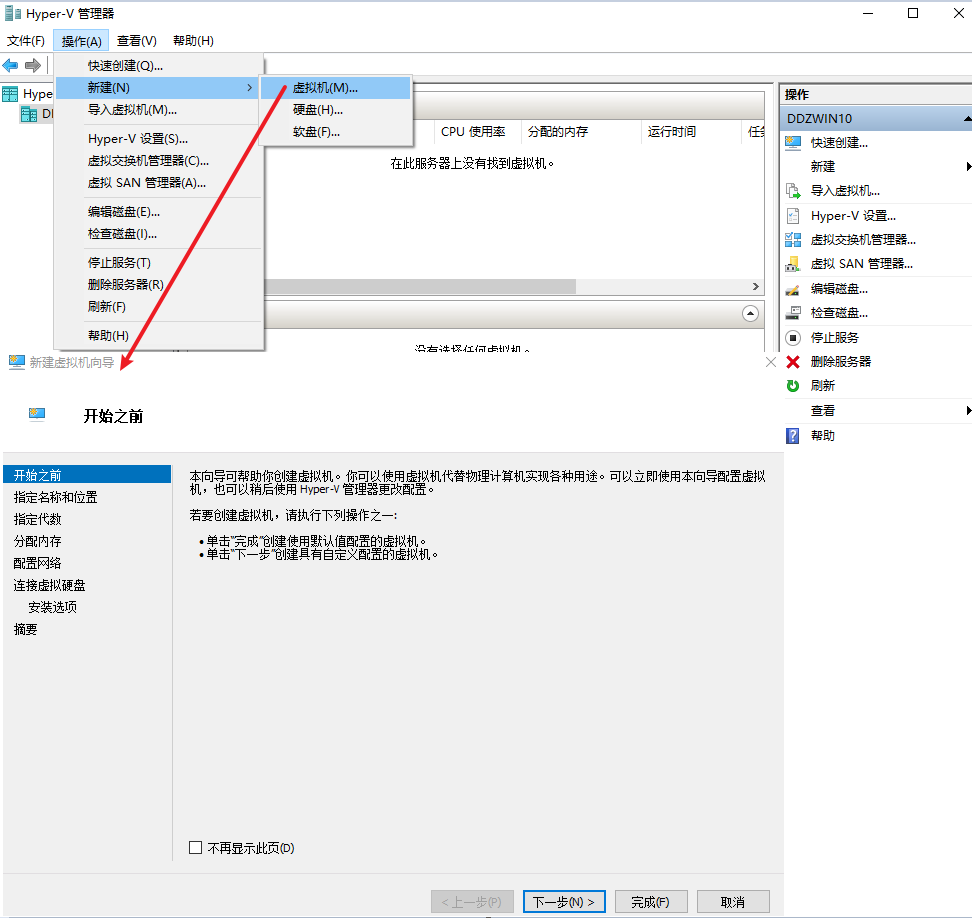 Hyper-V 管理器
文件(F) 操作(A) 查看(V) 帮助(H)
快速创建(Q)...
新建(N)
导入虚拟机(M)...
Hyper-V 设置(S)...
虚拟交换机管理器(C)...
虚拟 SAN 管理器(A)...
编辑磁盘(E)...
检查磁盘(I)...
停止服务(T)
删除服务器(R)
刷新(F)
帮助(H)
虚拟机(M)...
硬盘(H)...
软盘(F)...
Hype
CPU 使用率 分配的内存 运行时间
在此服务器上没有找到虚拟机。
没有选择任何虚拟机。
操作
DDZWIN10
快速创建...
新建
导入虚拟机...
Hyper-V 设置...
虚拟交换机管理器...
虚拟 SAN 管理器...
编辑磁盘...
检查磁盘...
停止服务
删除服务器
刷新
查看
帮助
新建虚拟机向导
开始之前
开始之前
指定名称和位置
指定代数
分配内存
配置网络
连接虚拟硬盘
安装选项
摘要
本向导可帮助你创建虚拟机。你可以使用虚拟机代替物理计算机实现各种用途。可以立即使用本向导配置虚拟
机，也可以稍后使用 Hyper-V 管理器更改配置。
若要创建虚拟机，请执行下列操作之一:
• 单击"完成"创建使用默认值配置的虚拟机。
• 单击"下一步"创建具有自定义配置的虚拟机。
不再显示此页(D)
< 上一步(P) 下一步(N) > 完成(F) 取消